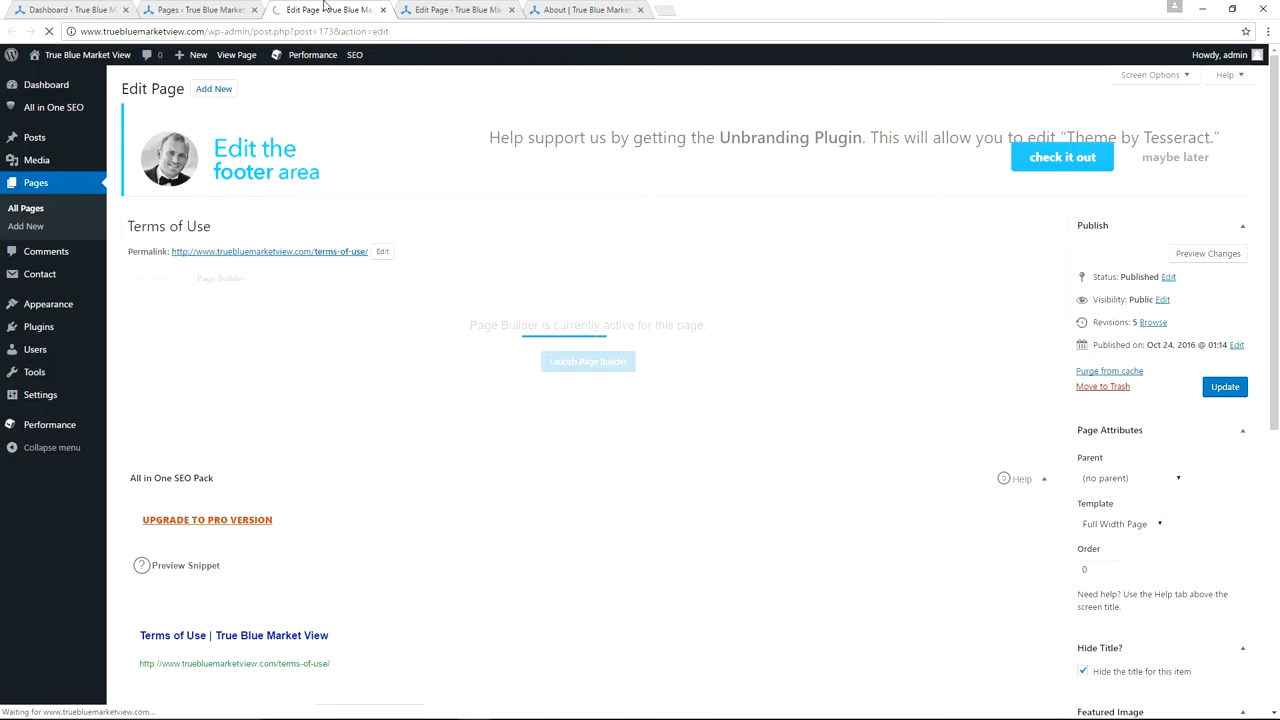 Dashboard ‹ True Blue M
Pages ‹ True Blue Market
Edit Page ‹ True Blue Ma
Edit Page ‹ True Blue Ma
About | True Blue Market
www.truebluemarketview.com/wp-admin/post.php?post=173&action=edit
True Blue Market View
0
New
View Page
Performance
SEO
Howdy, admin
Dashboard
All in One SEO
Posts
Media
Pages
All Pages
Add New
Comments
Contact
Appearance
Plugins
Users
Tools
Settings
Performance
Collapse menu
Edit Page
Add New
Screen Options
Help
Edit the
footer area
Help support us by getting the Unbranding Plugin. This will allow you to edit “Theme by Tesseract.”
check it out
maybe later
Terms of Use
Permalink: http://www.truebluemarketview.com/terms-of-use/
Edit
Page Builder
Page Builder is currently active for this page.
Launch Page Builder
All in One SEO Pack
Help
UPGRADE TO PRO VERSION
Preview Snippet
Terms of Use | True Blue Market View
http://www.truebluemarketview.com/terms-of-use/
Publish
Preview Changes
Status: Published Edit
Visibility: Public Edit
Revisions: 5 Browse
Published on: Oct 24, 2016 @ 01:14 Edit
Purge from cache
Move to Trash
Update
Page Attributes
Parent
(no parent)
Template
Full Width Page
Order
0
Need help? Use the Help tab above the
screen title.
Hide Title?
Hide the title for this item
Featured Image
Waiting for www.truebluemarketview.com...